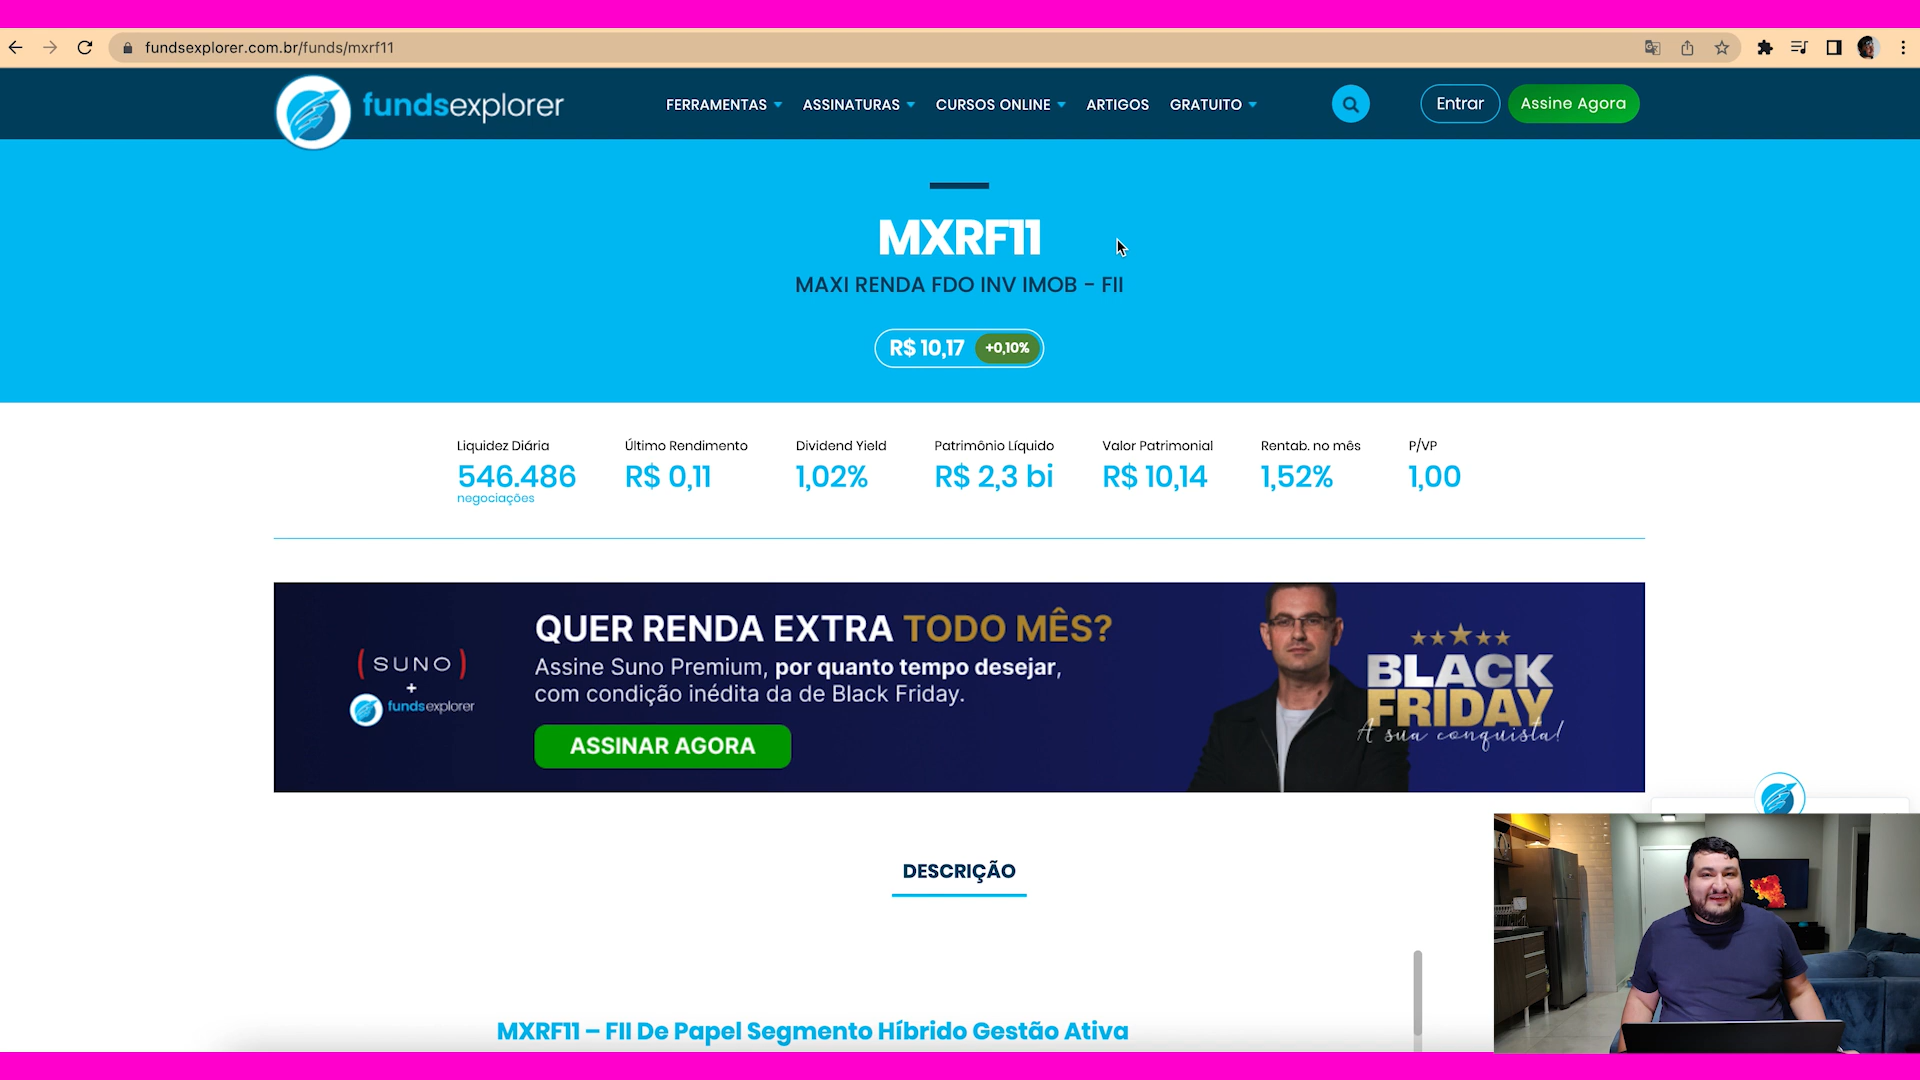 fundsexplorer.com.br/funds/mxrf11
fundsexplorer
FERRAMENTAS
ASSINATURAS
CURSOS ONLINE
ARTIGOS
GRATUITO
Entrar
Assine Agora
MXRF11
MAXI RENDA FDO INV IMOB - FII
R$ 10,17 +0,10%
Liquidez Diária
546.486
negociações
Último Rendimento
R$ 0,11
Dividend Yield
1,02%
Patrimônio Líquido
R$ 2,3 bi
Valor Patrimonial
R$ 10,14
Rentab. no mês
1,52%
P/VP
1,00
(SUNO)
+
fundsexplorer
QUER RENDA EXTRA TODO MÊS?
Assine Suno Premium, por quanto tempo desejar,
com condição inédita da de Black Friday.
ASSINAR AGORA
BLACK
FRIDAY
A sua conquista!
DESCRIÇÃO
MXRF11 – FII De Papel Segmento Híbrido Gestão Ativa